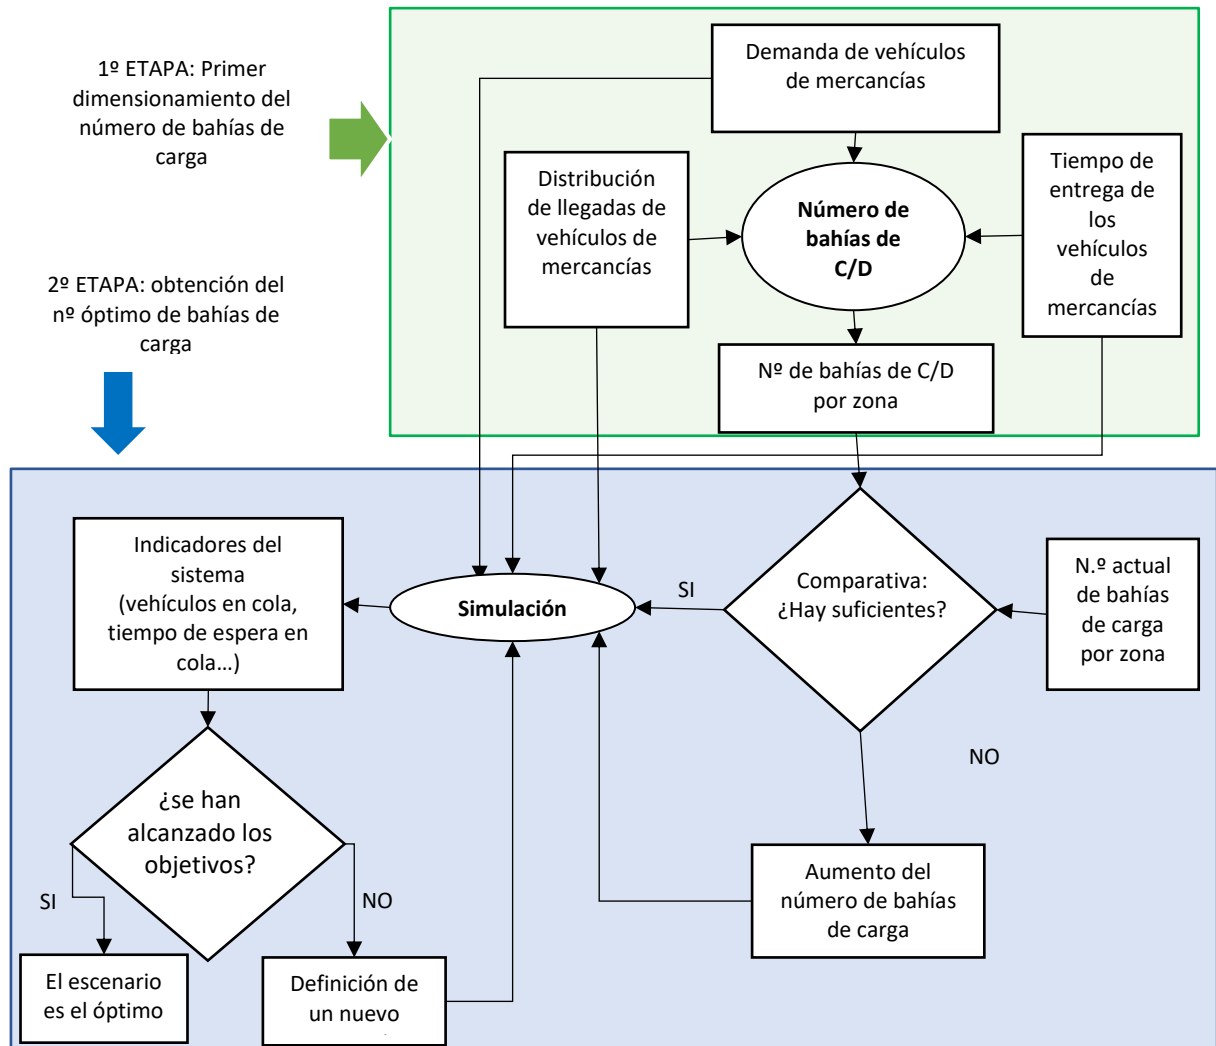 1º ETAPA: Primer
dimensionamiento del
número de bahías de
carga
Demanda de vehículos
de mercancías
Distribución
de llegadas de
vehículos de
mercancías
Número de
bahías de
C/D
Tiempo de
entrega de
los
vehículos
de
mercancías
2º ETAPA: obtención del
nº óptimo de bahías de
carga
Nº de bahías de C/D
por zona
Indicadores del
sistema
(vehículos en cola,
tiempo de espera en
cola…)
Simulación
SI
Comparativa:
¿Hay suficientes?
N.º actual
de bahías
de carga
por zona
NO
¿se han
alcanzado los
objetivos?
SI
NO
Aumento del
número de bahías
de carga
El escenario
es el óptimo
Definición de
un nuevo